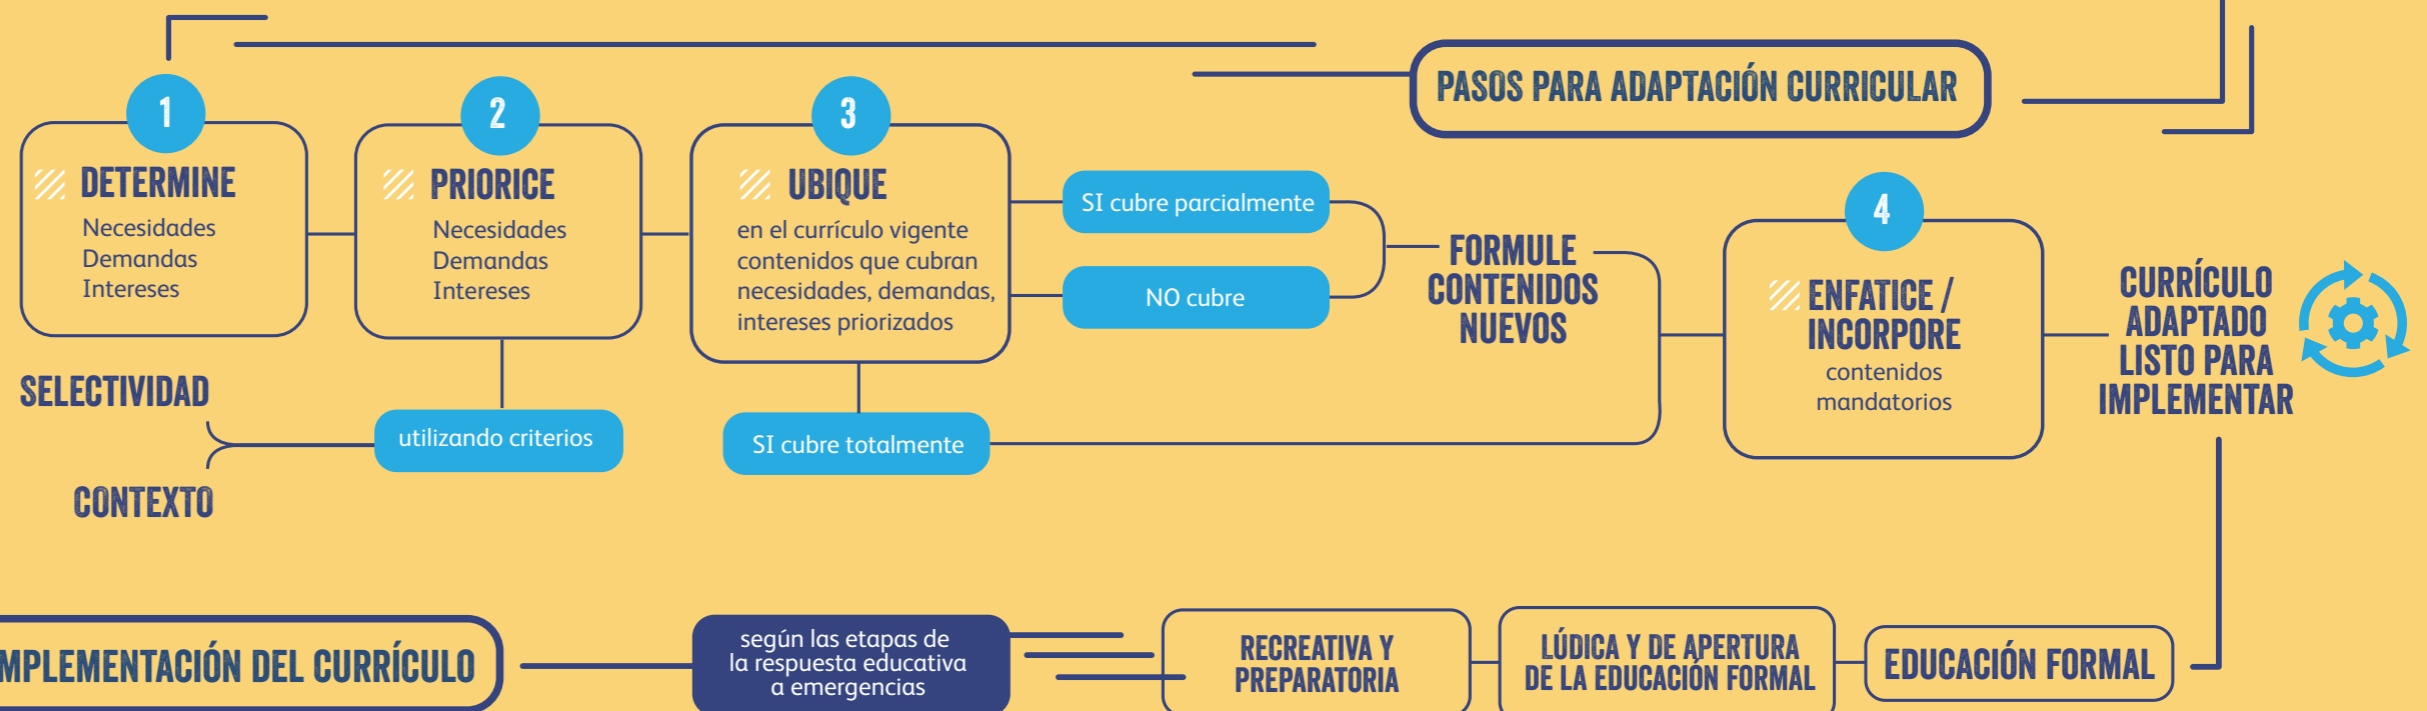 PASOS PARA ADAPTACIÓN CURRICULAR
1
DETERMINE
Necesidades
Demandas
Intereses
2
PRIORICE
Necesidades
Demandas
Intereses
utilizando criterios
SELECTIVIDAD
CONTEXTO
3
UBIQUE
en el currículo vigente
contenidos que cubran
necesidades, demandas,
intereses priorizados
SI cubre parcialmente
NO cubre
SI cubre totalmente
FORMULE
CONTENIDOS
NUEVOS
4
ENFATICE /
INCORPORE
contenidos
mandatorios
CURRÍCULO
ADAPTADO
LISTO PARA
IMPLEMENTAR
MPLEMENTACIÓN DEL CURRÍCULO
según las etapas de
la respuesta educativa
a emergencias
RECREATIVA Y
PREPARATORIA
LÚDICA Y DE APERTURA
DE LA EDUCACIÓN FORMAL
EDUCACIÓN FORMAL